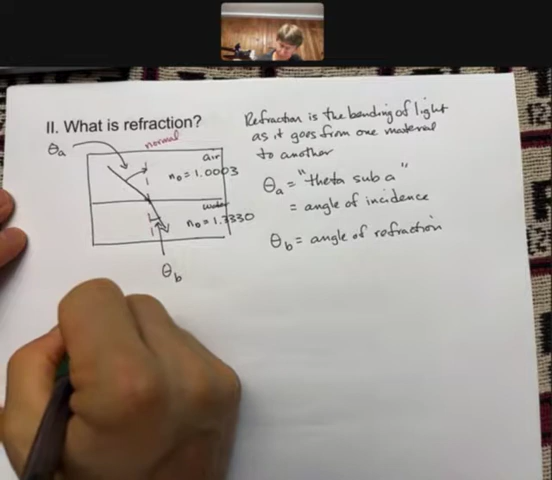 II. What is refraction?
Refraction is the bending of light
as it goes from one material
to another
θa
normal
air
n₀ = 1.0003
water
n₀ = 1.3330
θb
θa = "theta sub a"
= angle of incidence
θb = angle of refraction